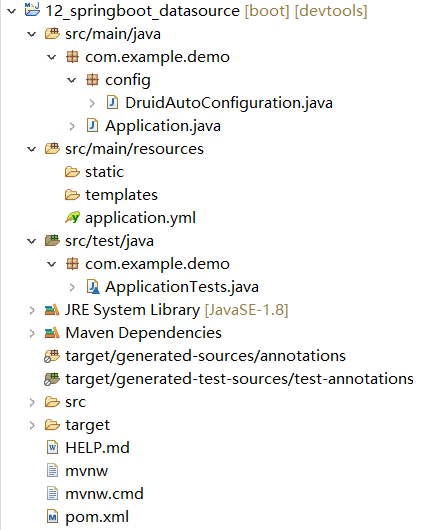 12_springboot_datasource [boot] [devtools]
src/main/java
com.example.demo
config
DruidAutoConfiguration.java
Application.java
src/main/resources
static
templates
application.yml
src/test/java
com.example.demo
ApplicationTests.java
JRE System Library [JavaSE-1.8]
Maven Dependencies
target/generated-sources/annotations
target/generated-test-sources/test-annotations
src
target
HELP.md
mvnw
mvnw.cmd
pom.xml